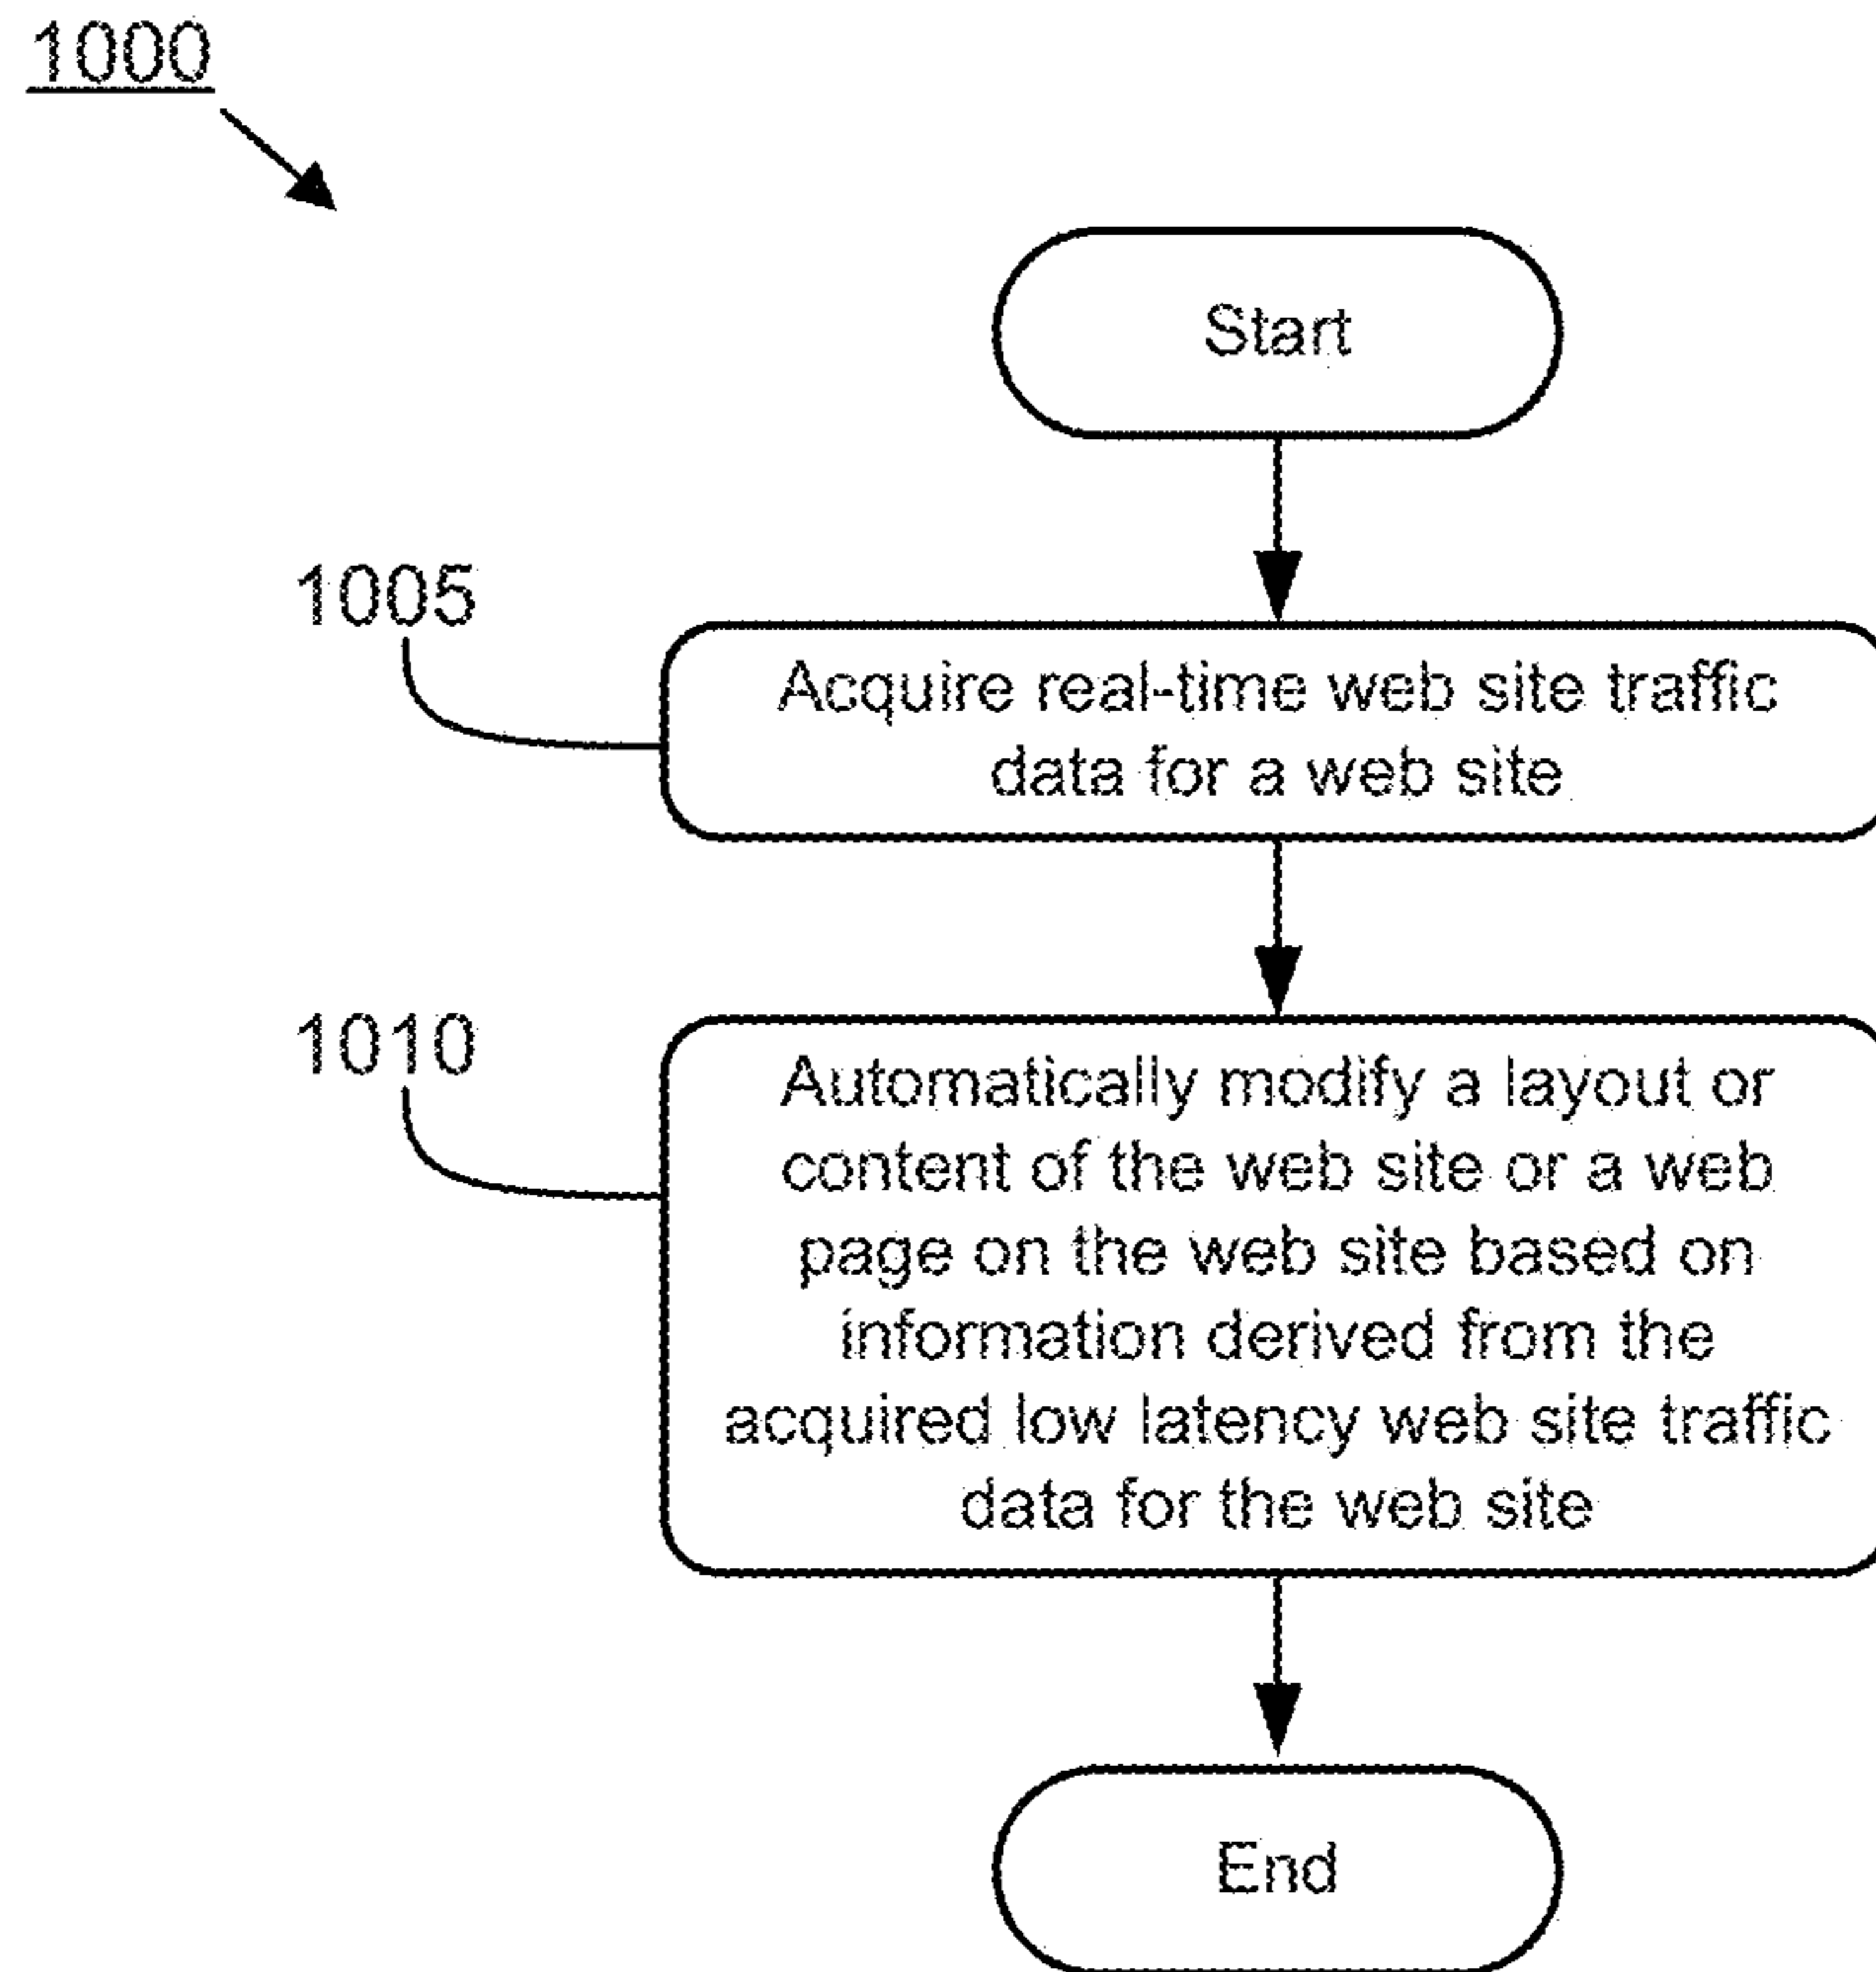 1000
Start
1005
Acquire real-time web site traffic
data for a web site
1010
Automatically modify a layout or
content of the web site or a web
page on the web site based on
information derived from the
acquired low latency web site traffic
data for the web site
End